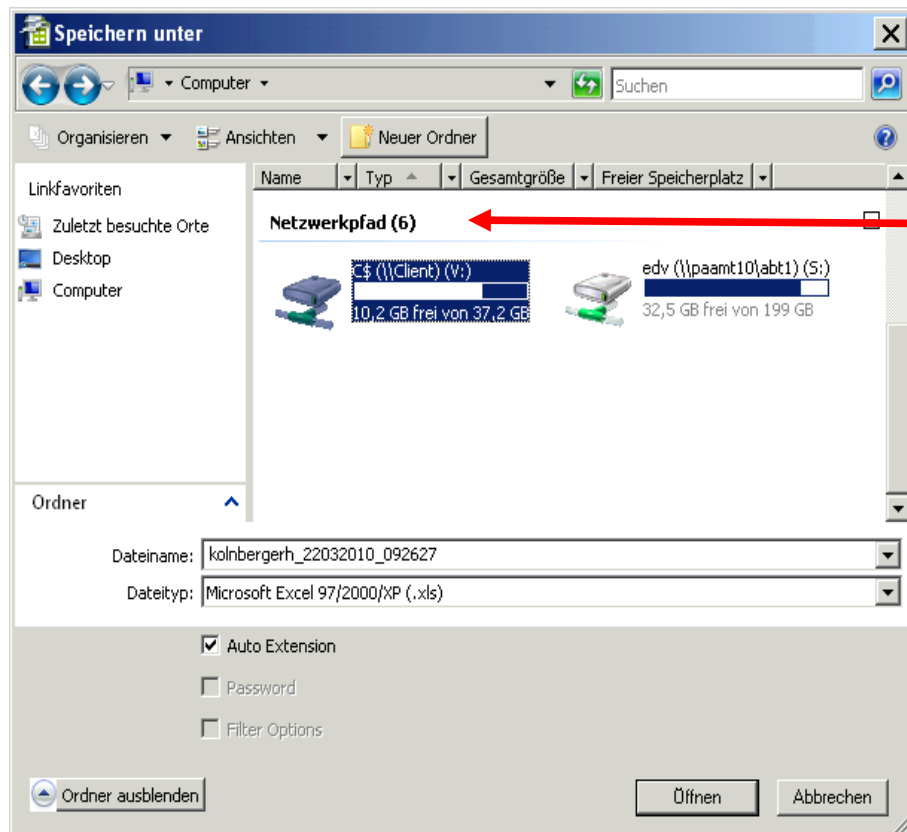 Speichern unter
Computer
Suchen
Organisieren Ansichten Neuer Ordner
Linkfavoriten
Zuletzt besuchte Orte
Desktop
Computer
Name Typ Gesamtgröße Freier Speicherplatz
Netzwerkpfad (6)
C$ (\\Client) (V:)
10,2 GB frei von 37,2 GB
edv (\\paamt10\abt1) (S:)
32,5 GB frei von 199 GB
Ordner
Dateiname: kolnbergerh_22032010_092627
Dateityp: Microsoft Excel 97/2000/XP (.xls)
Auto Extension
Password
Filter Options
Ordner ausblenden
Öffnen Abbrechen